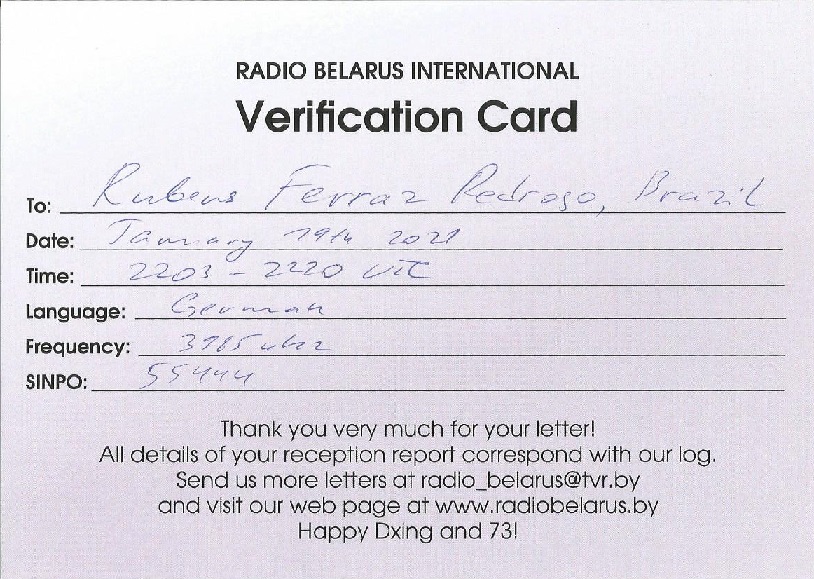 RADIO BELARUS INTERNATIONAL
Verification Card
To: Rubens Ferraz Pedroso, Brazil
Date: January 19th 2021
Time: 2203 - 2220 UTC
Language: German
Frequency: 3985 khz
SINPO: 55444
Thank you very much for your letter!
All details of your reception report correspond with our log.
Send us more letters at radio_belarus@tvr.by
and visit our web page at www.radiobelarus.by
Happy Dxing and 73!